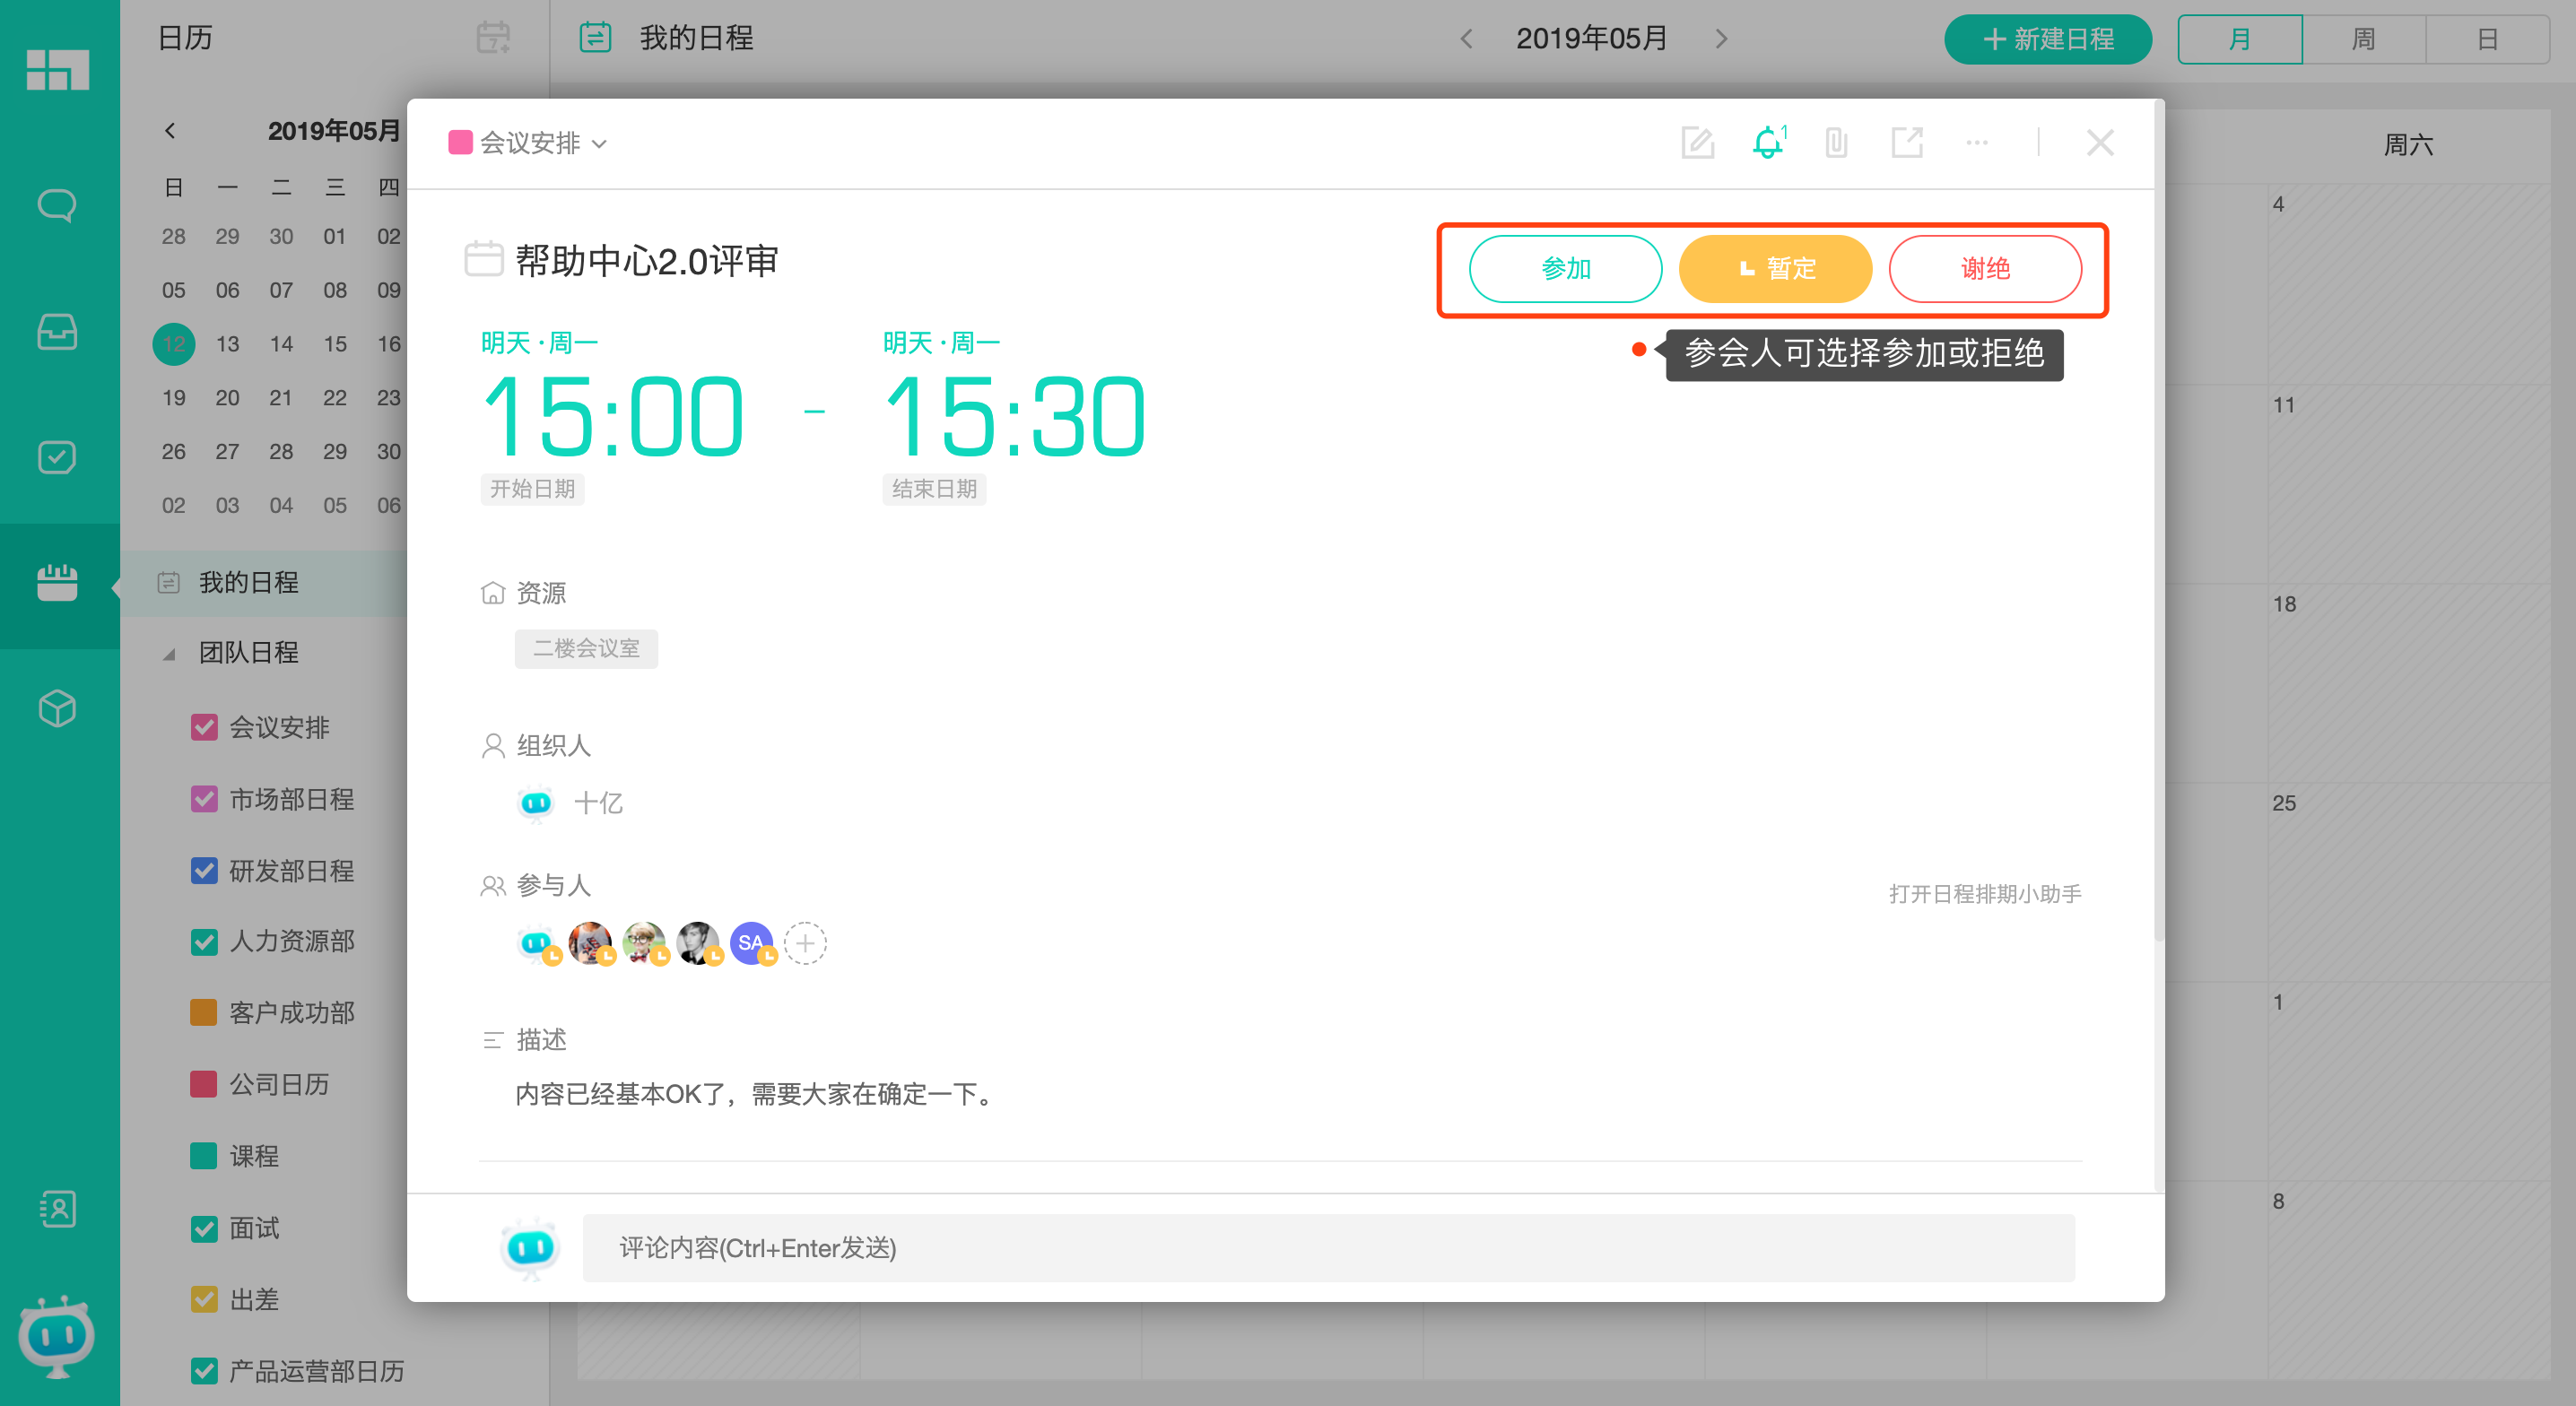 日历
7
我的日程
2019年05月
新建日程
月
周
日
2019年05月
日 一 二 三 四
28 29 30 01 02
05 06 07 08 09
12 13 14 15 16
19 20 21 22 23
26 27 28 29 30
02 03 04 05 06
我的日程
团队日程
会议安排
市场部日程
研发部日程
人力资源部
客户成功部
公司日历
课程
面试
出差
产品运营部日历
会议安排
1
帮助中心2.0评审
参加
暂定
谢绝
参会人可选择参加或拒绝
明天·周一
明天·周一
15:00 - 15:30
开始日期
结束日期
资源
二楼会议室
组织人
十亿
参与人
打开日程排期小助手
SA
描述
内容已经基本OK了，需要大家在确定一下。
评论内容(Ctrl+Enter发送)
周六
4
11
18
25
1
8